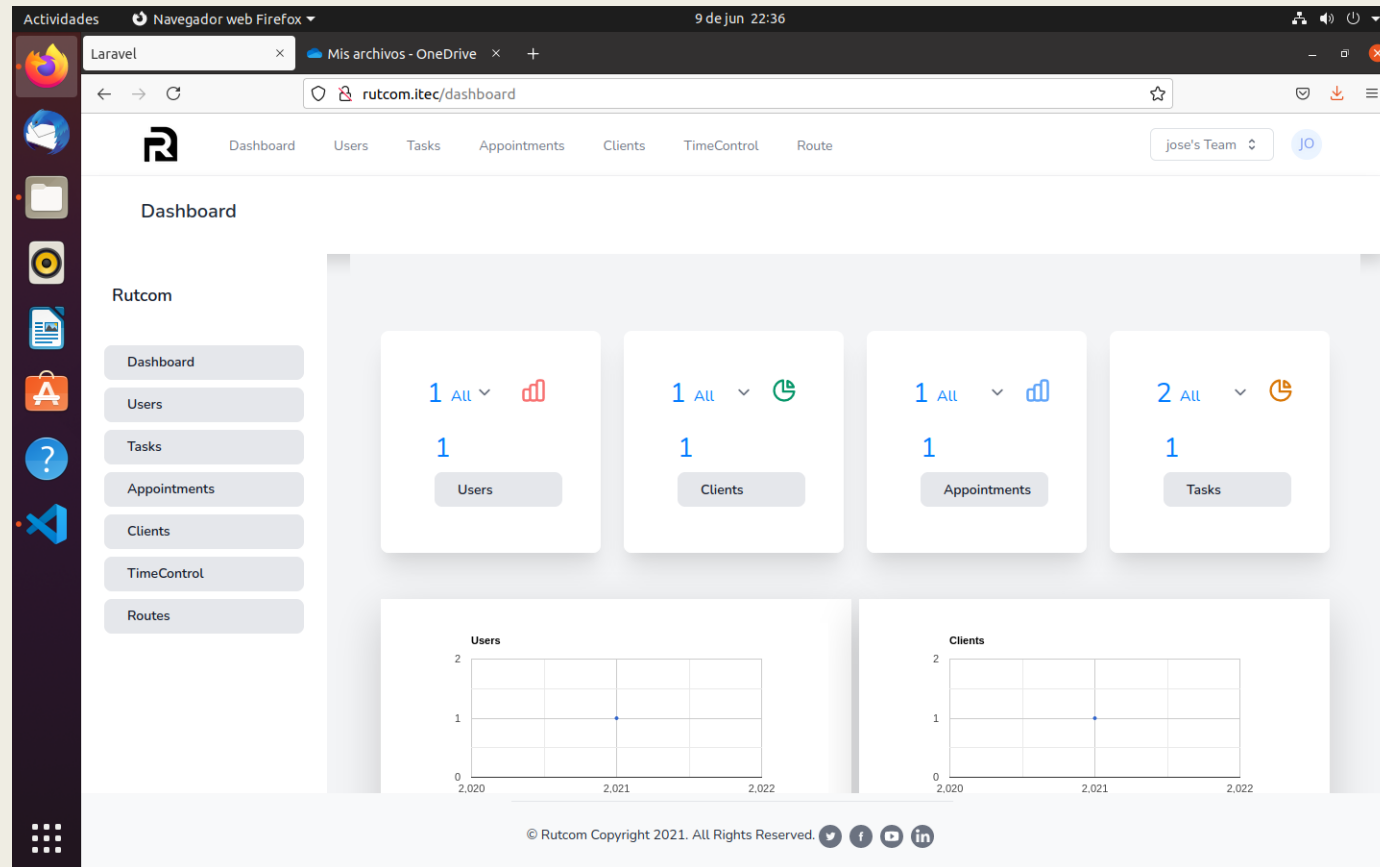 Actividades Navegador web Firefox 9 de jun 22:36
Laravel Mis archivos - OneDrive
rutcom.itec/dashboard
R Dashboard Users Tasks Appointments Clients TimeControl Route jose's Team JO
Dashboard
Rutcom
Dashboard
Users
Tasks
Appointments
Clients
TimeControl
Routes
1 All
1
Users
1 All
1
Clients
1 All
1
Appointments
2 All
1
Tasks
Users
2
1
0
2,020 2,021 2,022
Clients
2
1
0
2,020 2,021 2,022
© Rutcom Copyright 2021. All Rights Reserved.